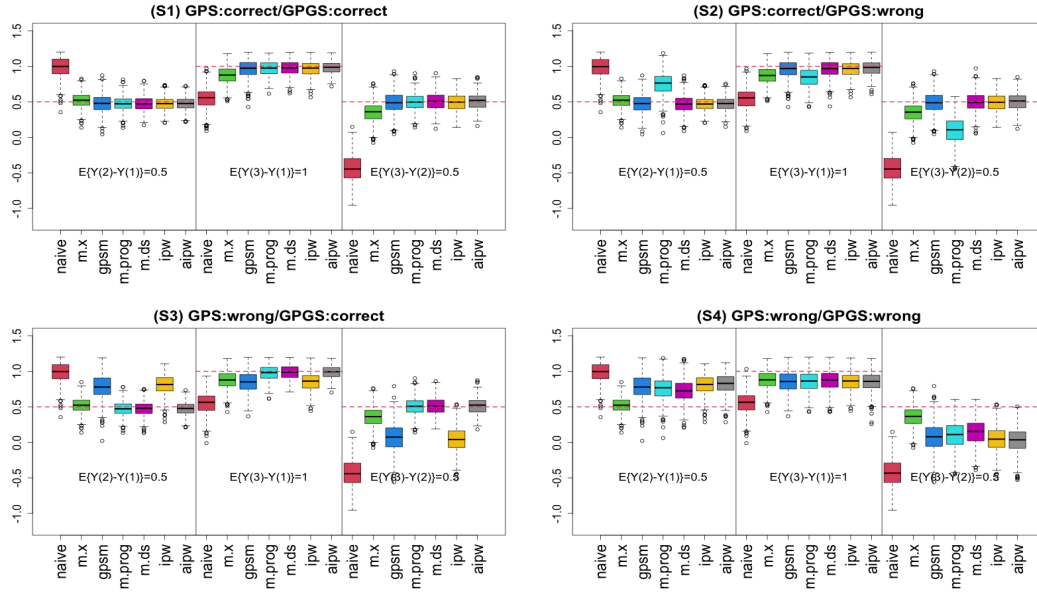 (S1) GPS:correct/GPGS:correct
1.5
1.0
0.5
0.0
-0.5
-1.0
E{Y(2)-Y(1)}=0.5
E{Y(3)-Y(1)}=1
E{Y(3)-Y(2)}=0.5
naive
m.x
gpsm
m.prog
m.ds
ipw
aipw
naive
m.x
gpsm
m.prog
m.ds
ipw
aipw
naive
m.x
gpsm
m.prog
m.ds
ipw
aipw
(S2) GPS:correct/GPGS:wrong
1.5
1.0
0.5
0.0
-0.5
-1.0
E{Y(2)-Y(1)}=0.5
E{Y(3)-Y(1)}=1
E{Y(3)-Y(2)}=0.5
naive
m.x
gpsm
m.prog
m.ds
ipw
aipw
naive
m.x
gpsm
m.prog
m.ds
ipw
aipw
naive
m.x
gpsm
m.prog
m.ds
ipw
aipw
(S3) GPS:wrong/GPGS:correct
1.5
1.0
0.5
0.0
-0.5
-1.0
E{Y(2)-Y(1)}=0.5
E{Y(3)-Y(1)}=1
E{Y(3)-Y(2)}=0.5
naive
m.x
gpsm
m.prog
m.ds
ipw
aipw
naive
m.x
gpsm
m.prog
m.ds
ipw
aipw
naive
m.x
gpsm
m.prog
m.ds
ipw
aipw
(S4) GPS:wrong/GPGS:wrong
1.5
1.0
0.5
0.0
-0.5
-1.0
E{Y(2)-Y(1)}=0.5
E{Y(3)-Y(1)}=1
E{Y(3)-Y(2)}=0.5
naive
m.x
gpsm
m.prog
m.ds
ipw
aipw
naive
m.x
gpsm
m.prog
m.ds
ipw
aipw
naive
m.x
gpsm
m.prog
m.ds
ipw
aipw